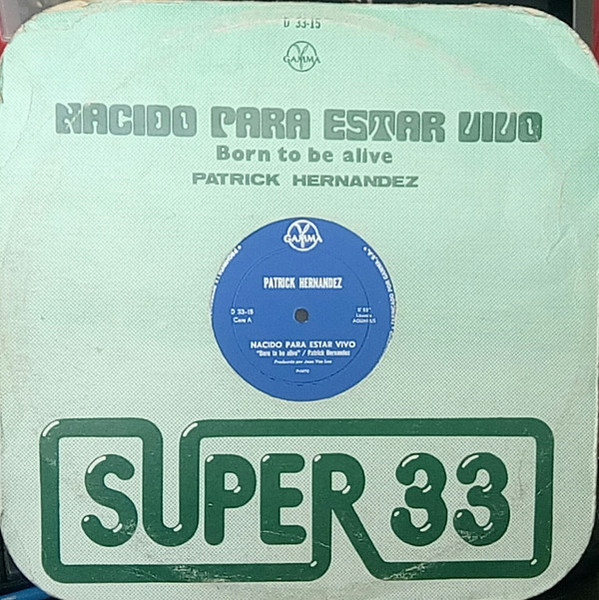 D 33-15
GAMMA
NACIDO PARA ESTAR VIVO
Born to be alive
PATRICK HERNANDEZ
GAMMA
PATRICK HERNANDEZ
D 33-15
Cara A
NACIDO PARA ESTAR VIVO
"Born to be alive" / Patrick Hernandez
Producido por: Jean Van Loo
SUPER 33